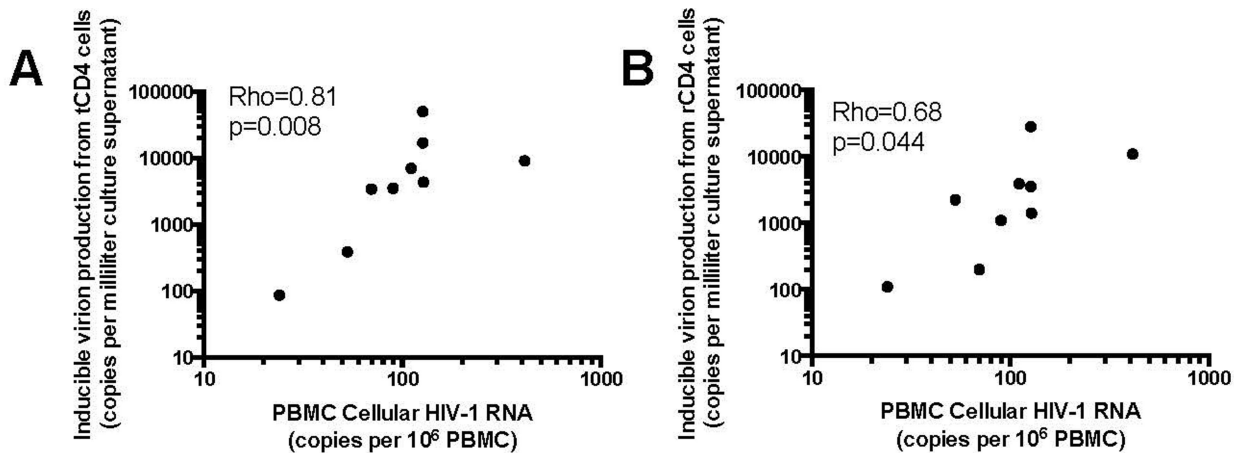 A
Inducible virion production from tCD4 cells
(copies per milliliter culture supernatant)
100000
10000
1000
100
10
Rho=0.81
p=0.008
10
100
1000
PBMC Cellular HIV-1 RNA
(copies per 10⁶ PBMC)
B
Inducible virion production from rCD4 cells
(copies per milliliter culture supernatant)
100000
10000
1000
100
10
Rho=0.68
p=0.044
10
100
1000
PBMC Cellular HIV-1 RNA
(copies per 10⁶ PBMC)